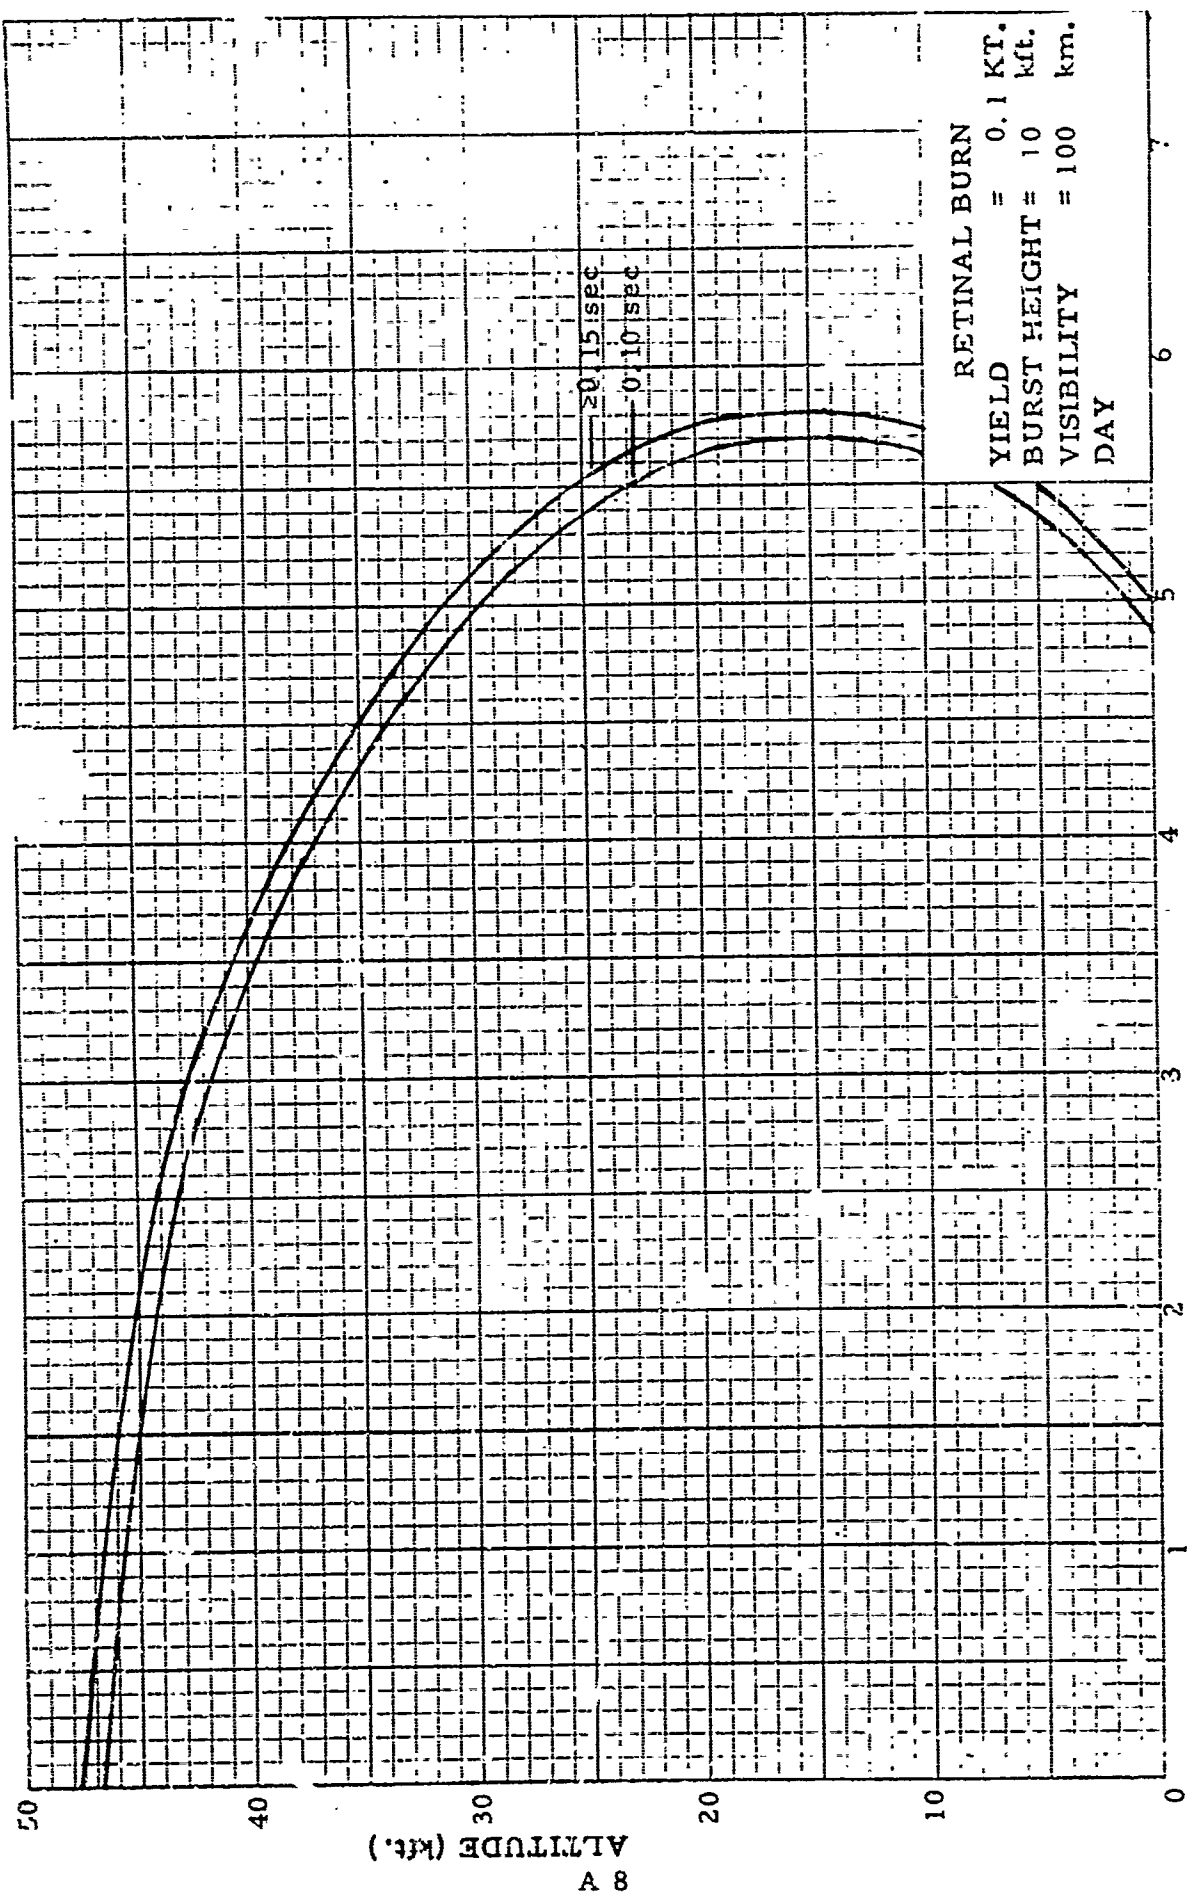 RETINAL BURN
YIELD = 0.1 KT.
BURST HEIGHT = 10 kft.
VISIBILITY = 100 km.
DAY
≥0.15 sec
0.10 sec
ALTITUDE (kft.)
50
40
30
20
10
0
1
2
3
4
5
6
7
A 8